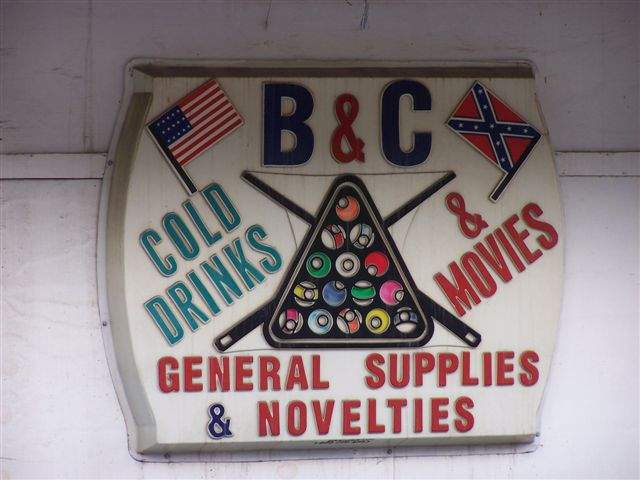 B & C
COLD
DRINKS
& MOVIES
GENERAL SUPPLIES
& NOVELTIES